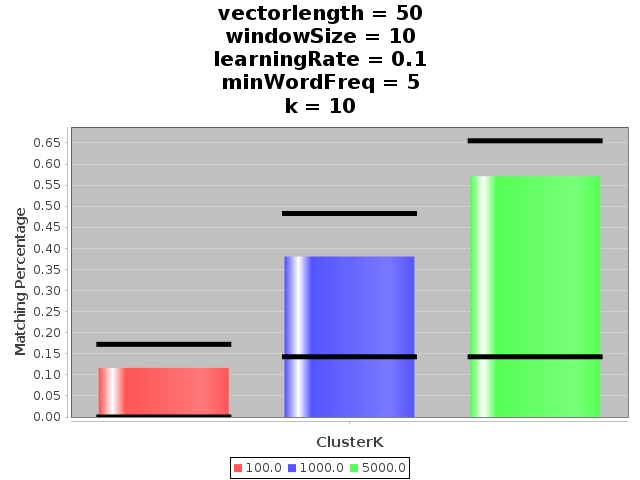 vectorlength = 50
windowSize = 10
learningRate = 0.1
minWordFreq = 5
k = 10
Matching Percentage
0.65
0.60
0.55
0.50
0.45
0.40
0.35
0.30
0.25
0.20
0.15
0.10
0.05
0.00
ClusterK
100.0 1000.0 5000.0